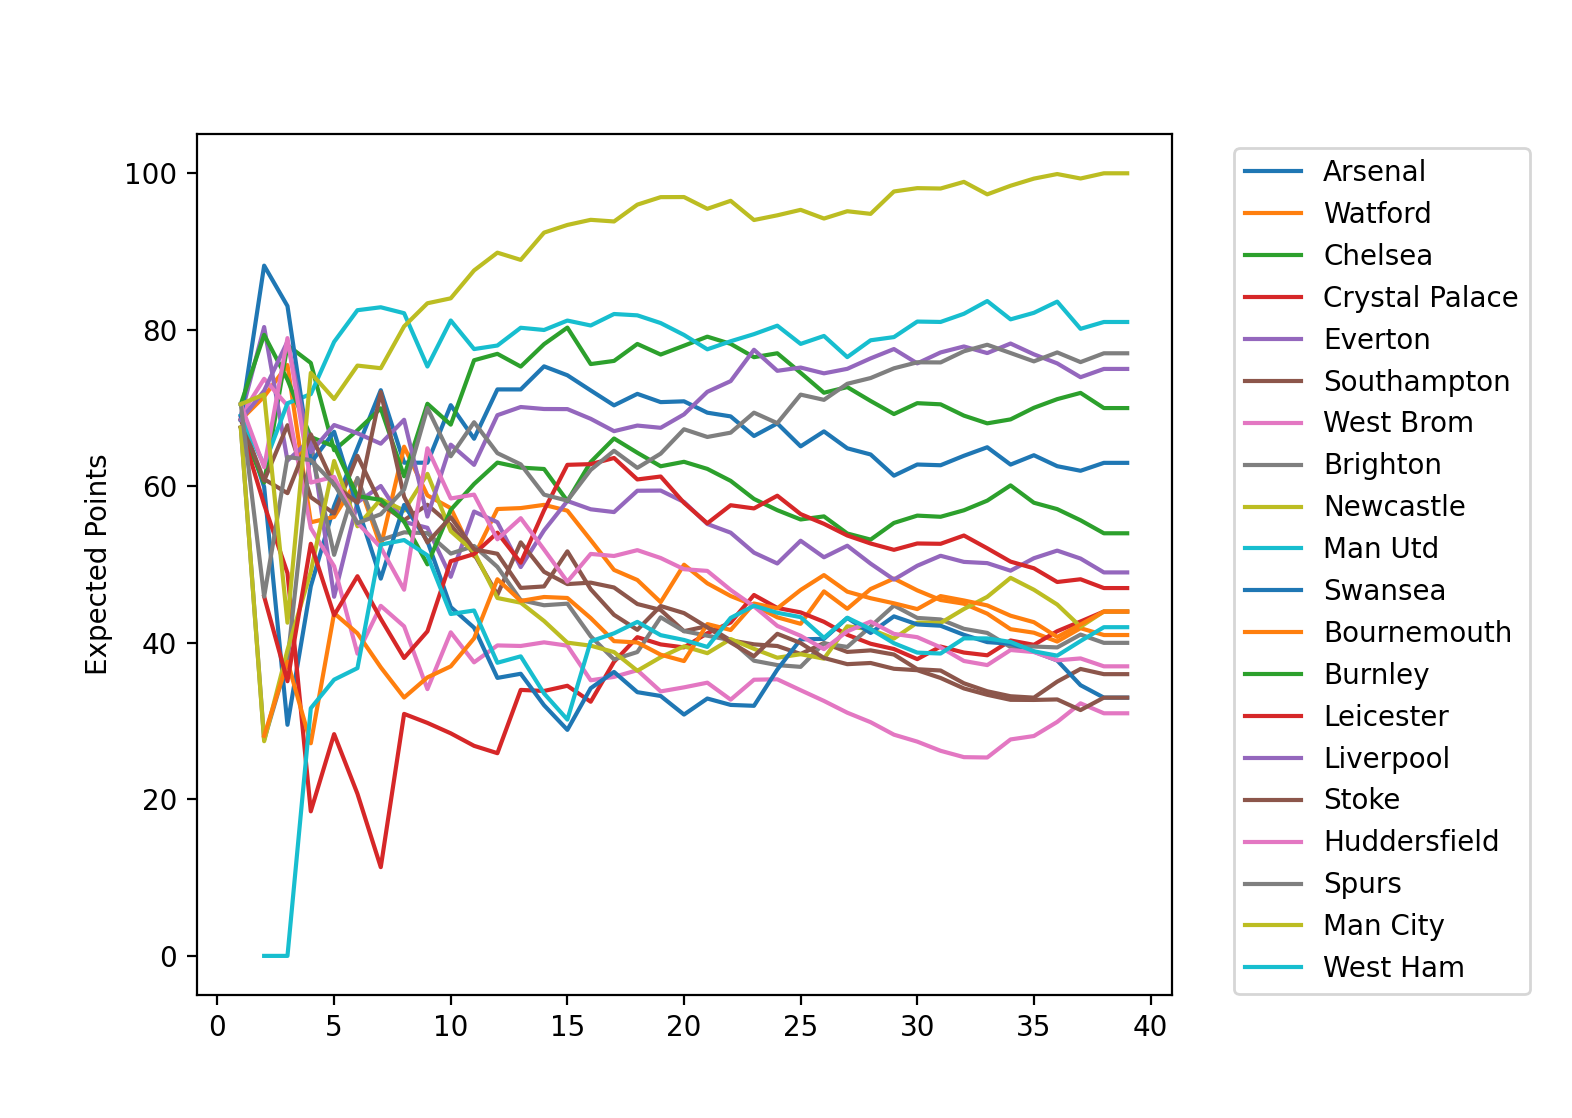 Expected Points
100
80
60
40
20
0
0 5 10 15 20 25 30 35 40
Arsenal
Watford
Chelsea
Crystal Palace
Everton
Southampton
West Brom
Brighton
Newcastle
Man Utd
Swansea
Bournemouth
Burnley
Leicester
Liverpool
Stoke
Huddersfield
Spurs
Man City
West Ham